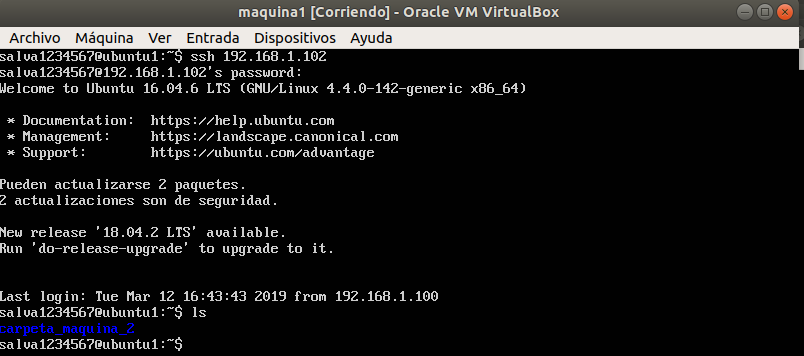 maquina1 [Corriendo] - Oracle VM VirtualBox
Archivo Máquina Ver Entrada Dispositivos Ayuda
salva1234567@ubuntu1:~$ ssh 192.168.1.102
salva1234567@192.168.1.102's password:
Welcome to Ubuntu 16.04.6 LTS (GNU/Linux 4.4.0-142-generic x86_64)
* Documentation: https://help.ubuntu.com
* Management: https://landscape.canonical.com
* Support: https://ubuntu.com/advantage
Pueden actualizarse 2 paquetes.
2 actualizaciones son de seguridad.
New release '18.04.2 LTS' available.
Run 'do-release-upgrade' to upgrade to it.
Last login: Tue Mar 12 16:43:43 2019 from 192.168.1.100
salva1234567@ubuntu1:~$ ls
carpeta_maquina_2
salva1234567@ubuntu1:~$